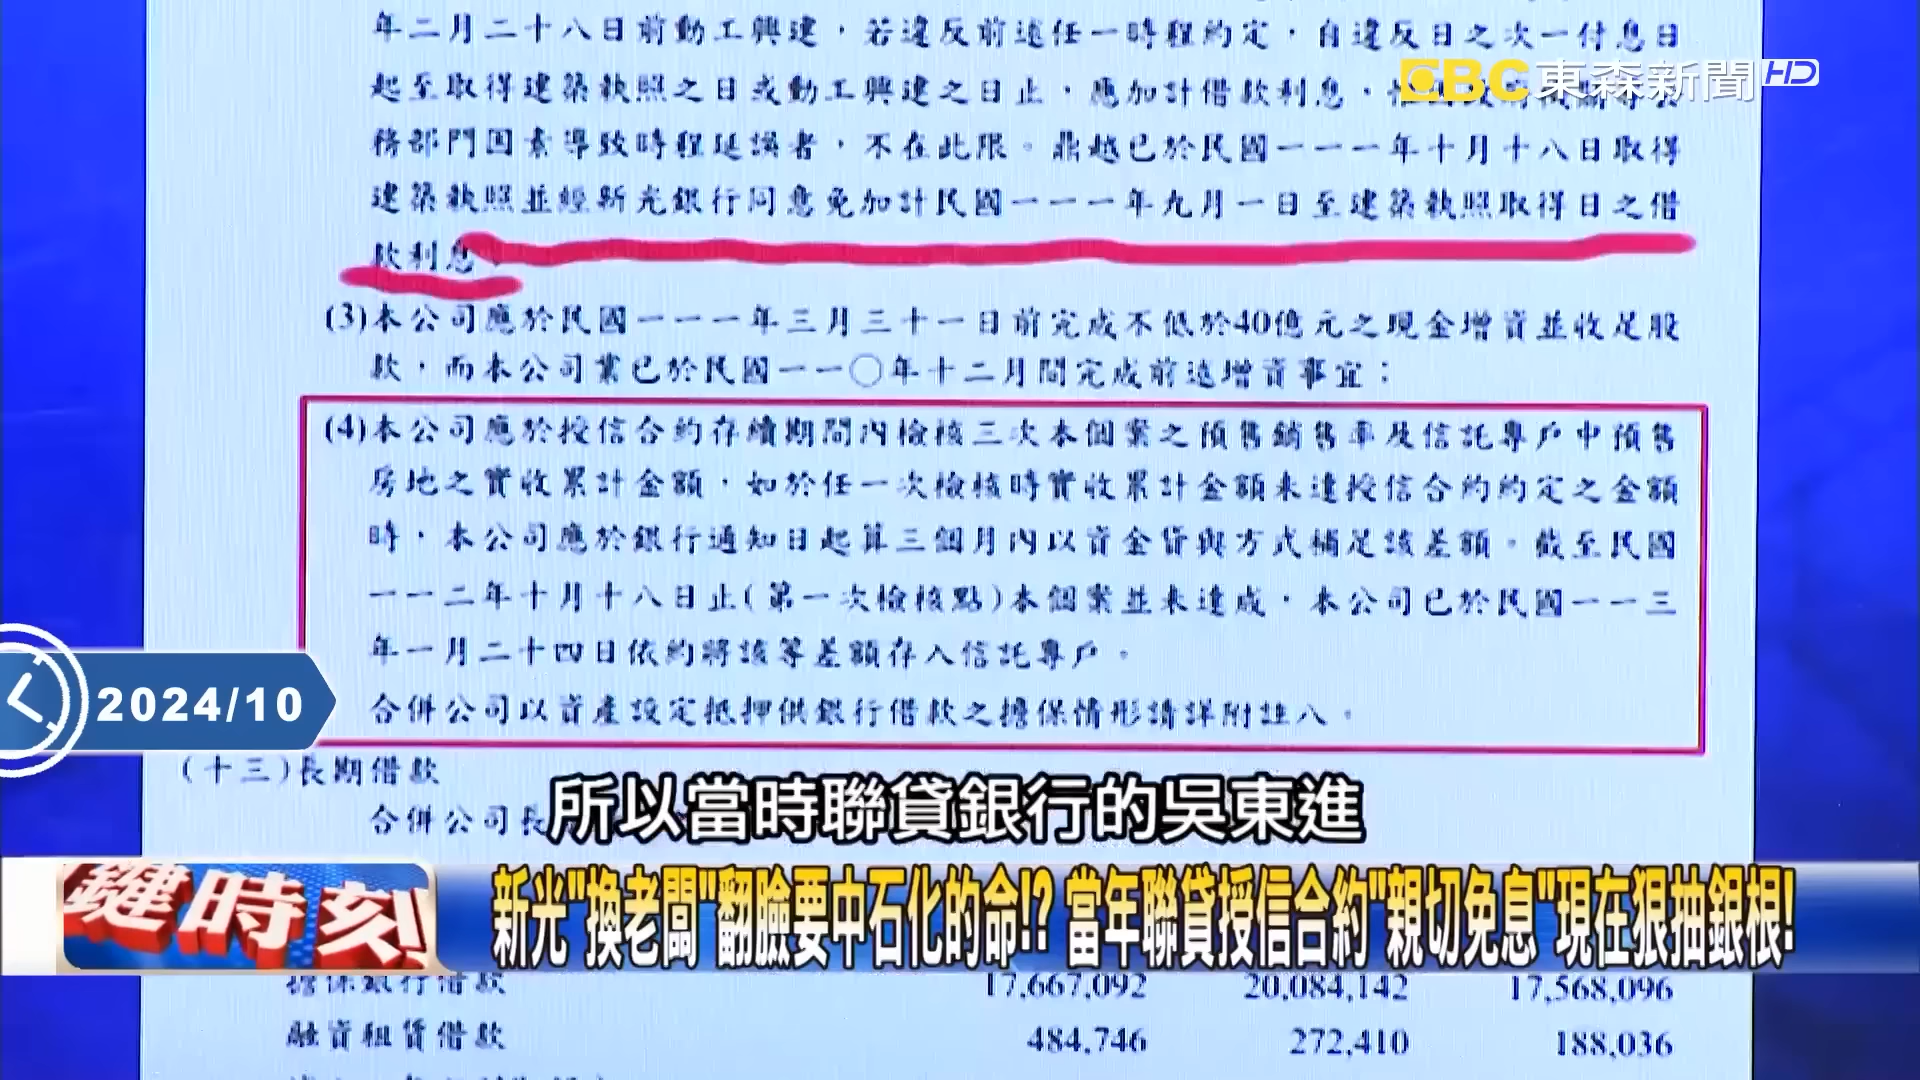 年二月二十八日前動工興建，若違反前述任一時程約定，自違反日之次一付息日
EBC 東森新聞 HD
起至取得建築執照之日或動工興建之日止，應加計借款利息，惟
務部門因素導致時程延誤者，不在此限。鼎越已於民國一一一年十月十八日取得
建築執照並經新光銀行同意免加計民國一一一年九月一日至建築執照取得日之借
款利息
(3)本公司應於民國一一一年三月三十一日前完成不低於40億元之現金增資並收足股
款，而本公司業已於民國一一〇年十二月間完成前述增資事宜；
(4)本公司應於授信合約存續期間內檢核三次本個案之預售銷售率及信託專戶中預售
房地之實收累計金額，如於任一次檢核時實收累計金額未達授信合約約定之金額
時，本公司應於銀行通知日起算三個月內以資金貸與方式補足該差額。截至民國
一一二年十月十八日止(第一次檢核點)本個案並未達成，本公司已於民國一一三
年一月二十四日依約將該等差額存入信託專戶。
2024/10
合併公司以資產設定抵押供銀行借款之擔保情形請詳附註八。
(十三)長期借款
合併公司長
所以當時聯貸銀行的吳東進
鍵時刻
新光"換老闆"翻臉要中石化的命!? 當年聯貸授信合約"親切免息"現在狠抽銀根!
擔保銀行借款 17,667,092 20,084,142 17,568,096
融資租賃借款 484,746 272,410 188,036